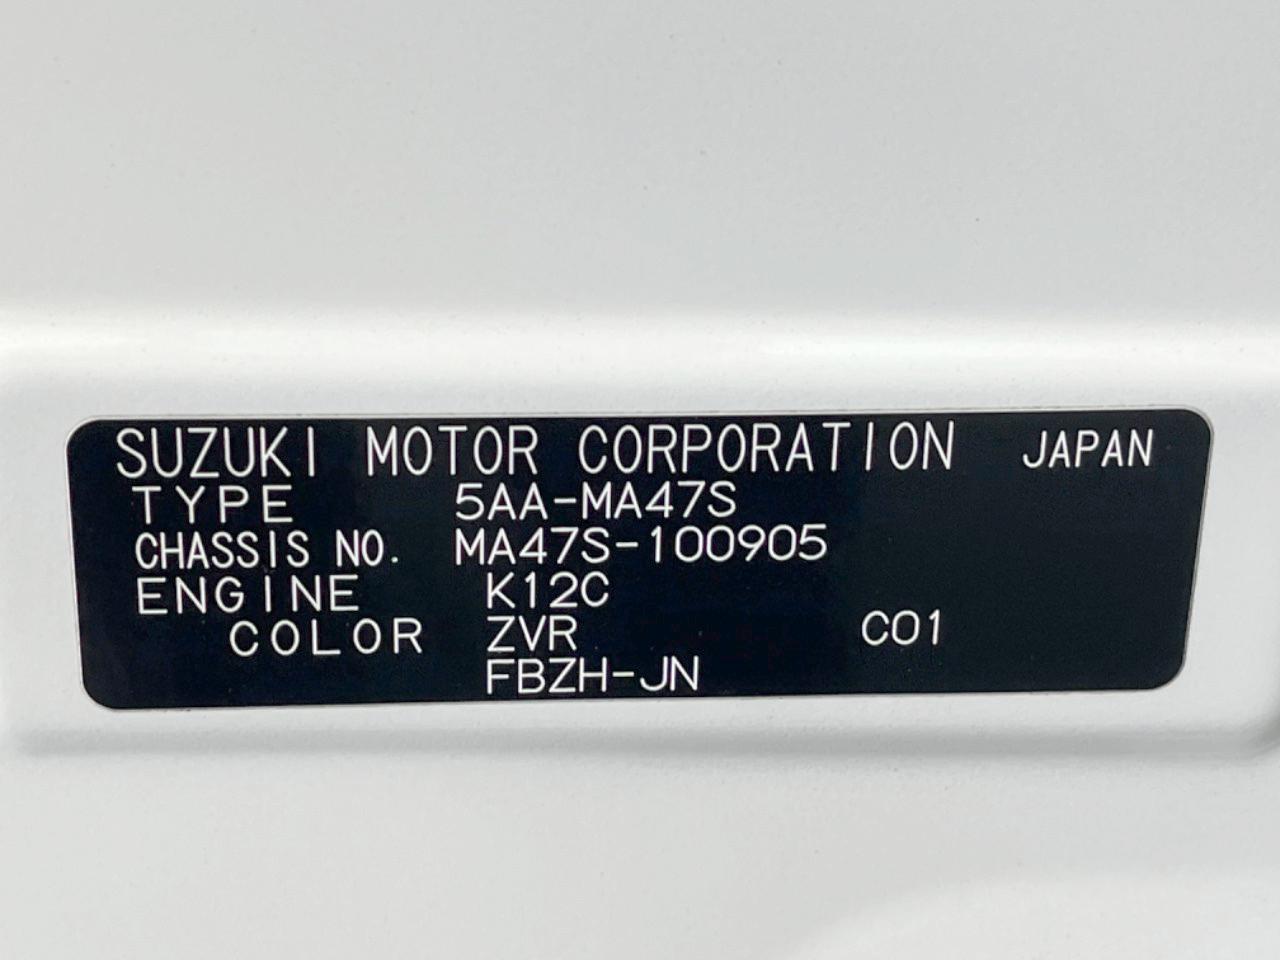 SUZUKI MOTOR CORPORATION JAPAN
TYPE 5AA-MA47S
CHASSIS NO. MA47S-100905
ENGINE K12C
COLOR ZVR C01
FBZH-JN